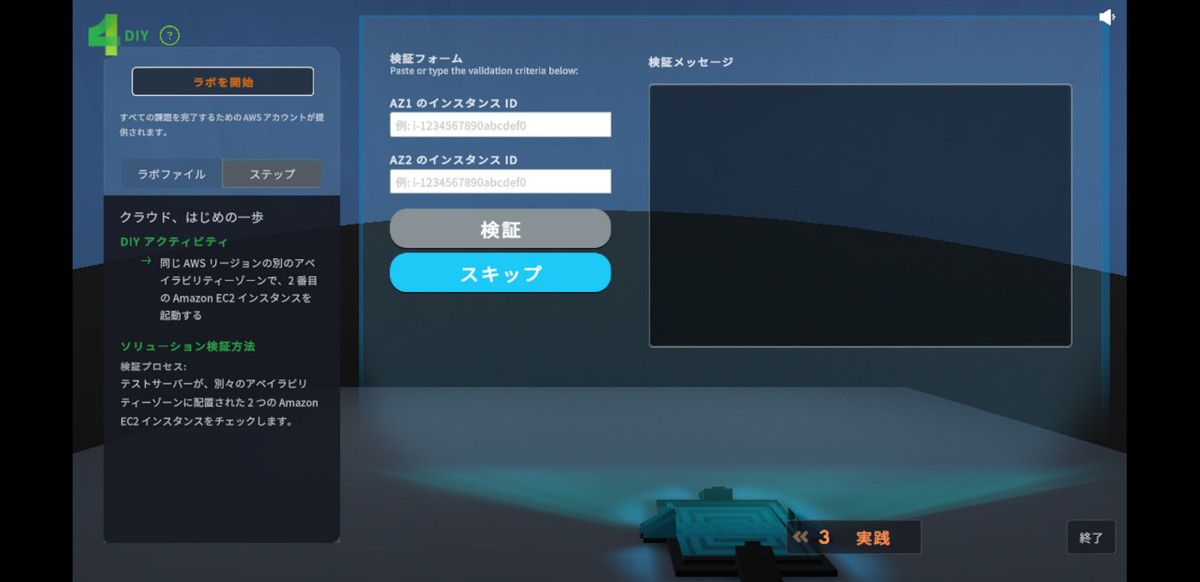 4 DIY ?
ラボを開始
すべての課題を完了するための AWS アカウントが提
供されます。
ラボファイル
ステップ
クラウド、はじめの一歩
DIY アクティビティ
→ 同じ AWS リージョンの別のアベ
イラビリティーゾーンで、2 番目
の Amazon EC2 インスタンスを
起動する
ソリューション検証方法
検証プロセス:
テストサーバーが、別々のアベイラビリ
ティーゾーンに配置された 2 つの Amazon
EC2 インスタンスをチェックします。
検証フォーム
Paste or type the validation criteria below:
AZ1 のインスタンス ID
例: i-1234567890abcdef0
AZ2 のインスタンス ID
例: i-1234567890abcdef0
検証
スキップ
検証メッセージ
« 3 実践
終了